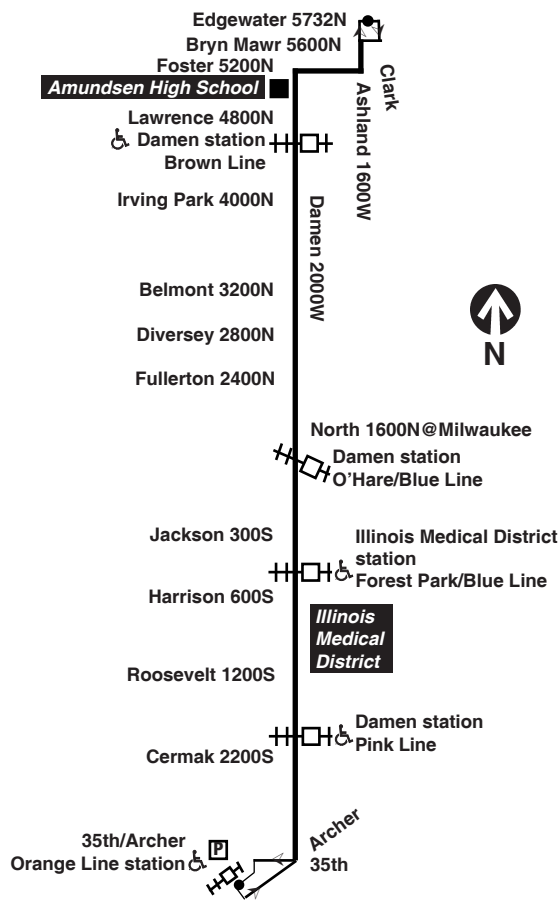 Edgewater 5732N
Bryn Mawr 5600N
Foster 5200N
Amundsen High School
Clark
Ashland 1600W
Lawrence 4800N
Damen station
Brown Line
Irving Park 4000N
Damen 2000W
Belmont 3200N
Diversey 2800N
Fullerton 2400N
N
North 1600N@Milwaukee
Damen station
O'Hare/Blue Line
Jackson 300S
Illinois Medical District
station
Forest Park/Blue Line
Harrison 600S
Illinois
Medical
District
Roosevelt 1200S
Damen station
Pink Line
Cermak 2200S
35th/Archer
P
Orange Line station
Archer
35th